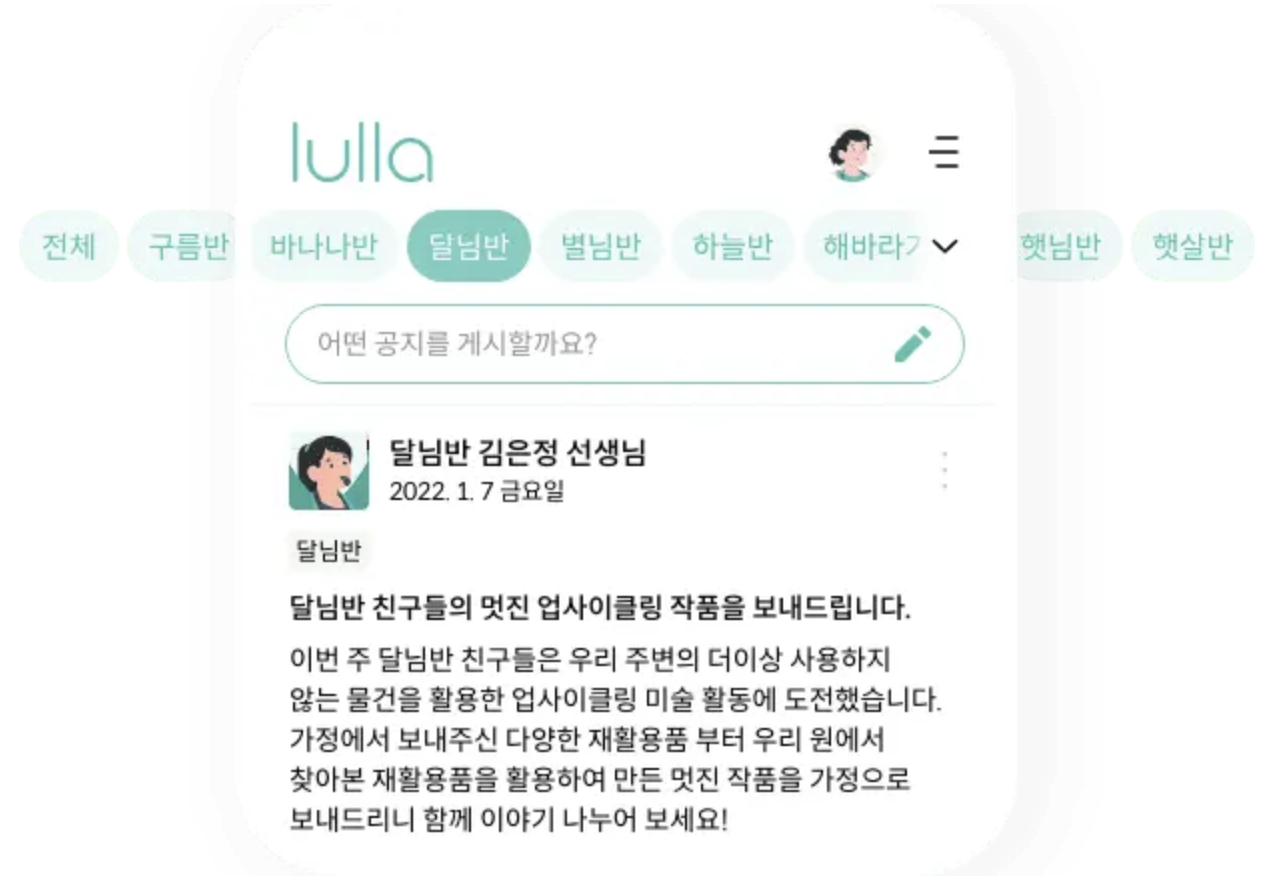 lulla
전체 구름반 바나나반 달님반 별님반 하늘반 햇님반 햇살반
어떤 공지를 게시할까요?
달님반 김은정 선생님
2022. 1. 7 금요일
달님반
달님반 친구들의 멋진 업사이클링 작품을 보내드립니다.
이번 주 달님반 친구들은 우리 주변의 더이상 사용하지
않는 물건을 활용한 업사이클링 미술 활동에 도전했습니다.
가정에서 보내주신 다양한 재활용품 부터 우리 원에서
찾아본 재활용품을 활용하여 만든 멋진 작품을 가정으로
보내드리니 함께 이야기 나누어 보세요!